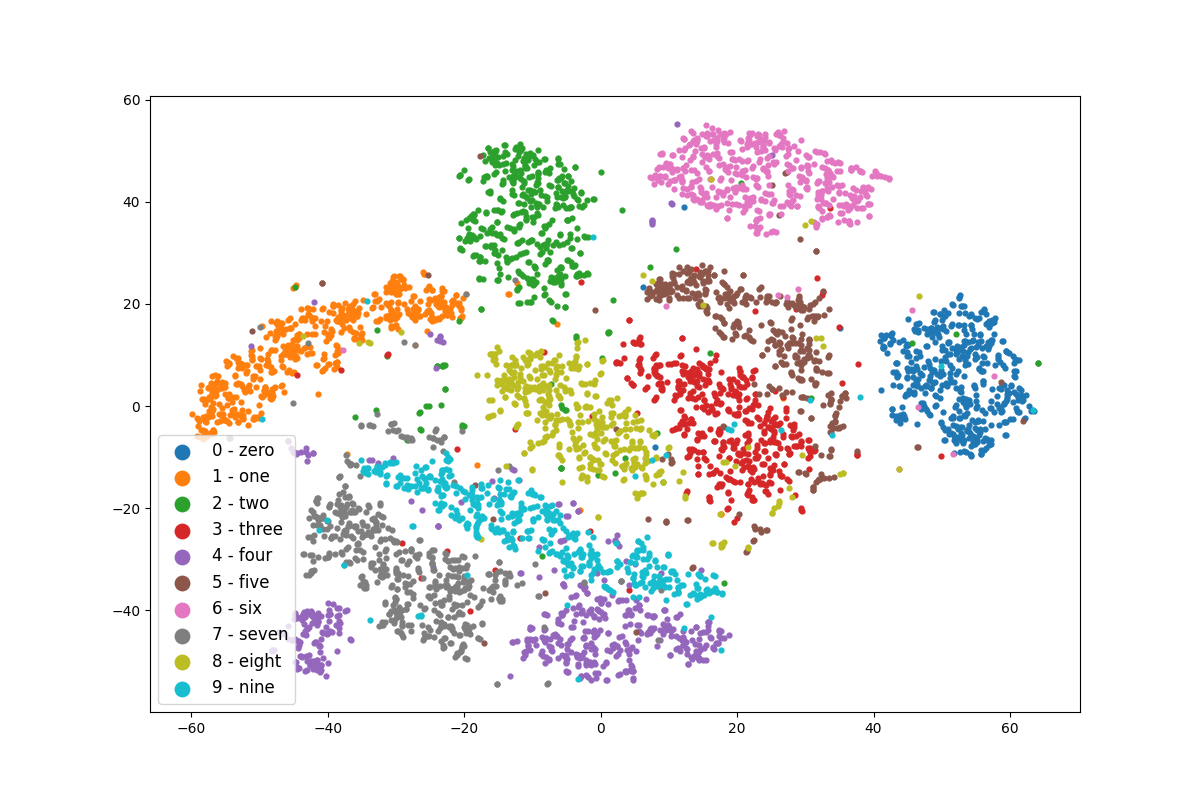 60
40
20
0
−20
−40
−60 −40 −20 0 20 40 60
0 - zero
1 - one
2 - two
3 - three
4 - four
5 - five
6 - six
7 - seven
8 - eight
9 - nine